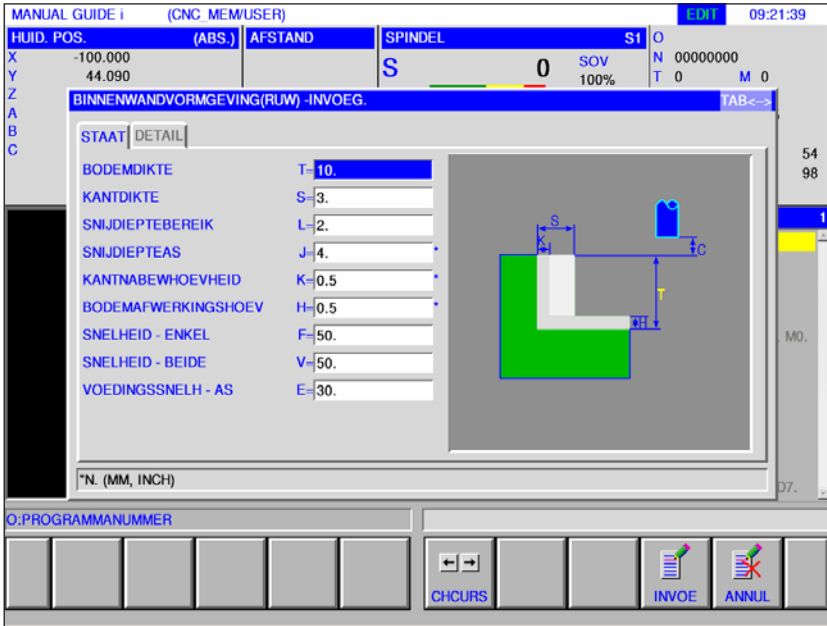 MANUAL GUIDE i (CNC_MEM/USER) EDIT 09:21:39
HUID. POS. (ABS.) AFSTAND SPINDEL S1 O
X -100.000 S 0 SOV N 00000000
Y 44.090 100% T 0 M 0
Z
A
B
C
54
98
BINNENWANDVORMGEVING(RUW) -INVOEG. TAB<-->
STAAT DETAIL
BODEMDIKTE T= 10.
KANTDIKTE S= 3.
SNIJDIEPTEBEREIK L= 2.
SNIJDIEPTEAS J= 4. *
KANTNABEWHOEVHEID K= 0.5 *
BODEMAFWERKINGSHOEV H= 0.5 *
SNELHEID - ENKEL F= 50.
SNELHEID - BEIDE V= 50.
VOEDINGSSNELH - AS E= 30.
S
K
C
T
H
1
M0.
D7.
"N. (MM, INCH)
O:PROGRAMMANUMMER
CHCURS INVOE ANNUL